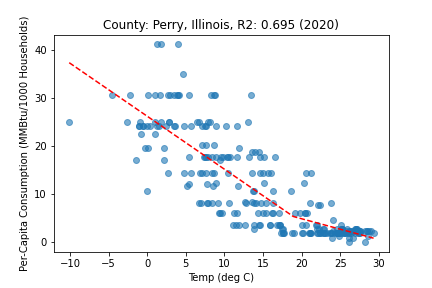 County: Perry, Illinois, R2: 0.695 (2020)
Per-Capita Consumption (MMBtu/1000 Households)
40
30
20
10
0
−10 −5 0 5 10 15 20 25 30
Temp (deg C)